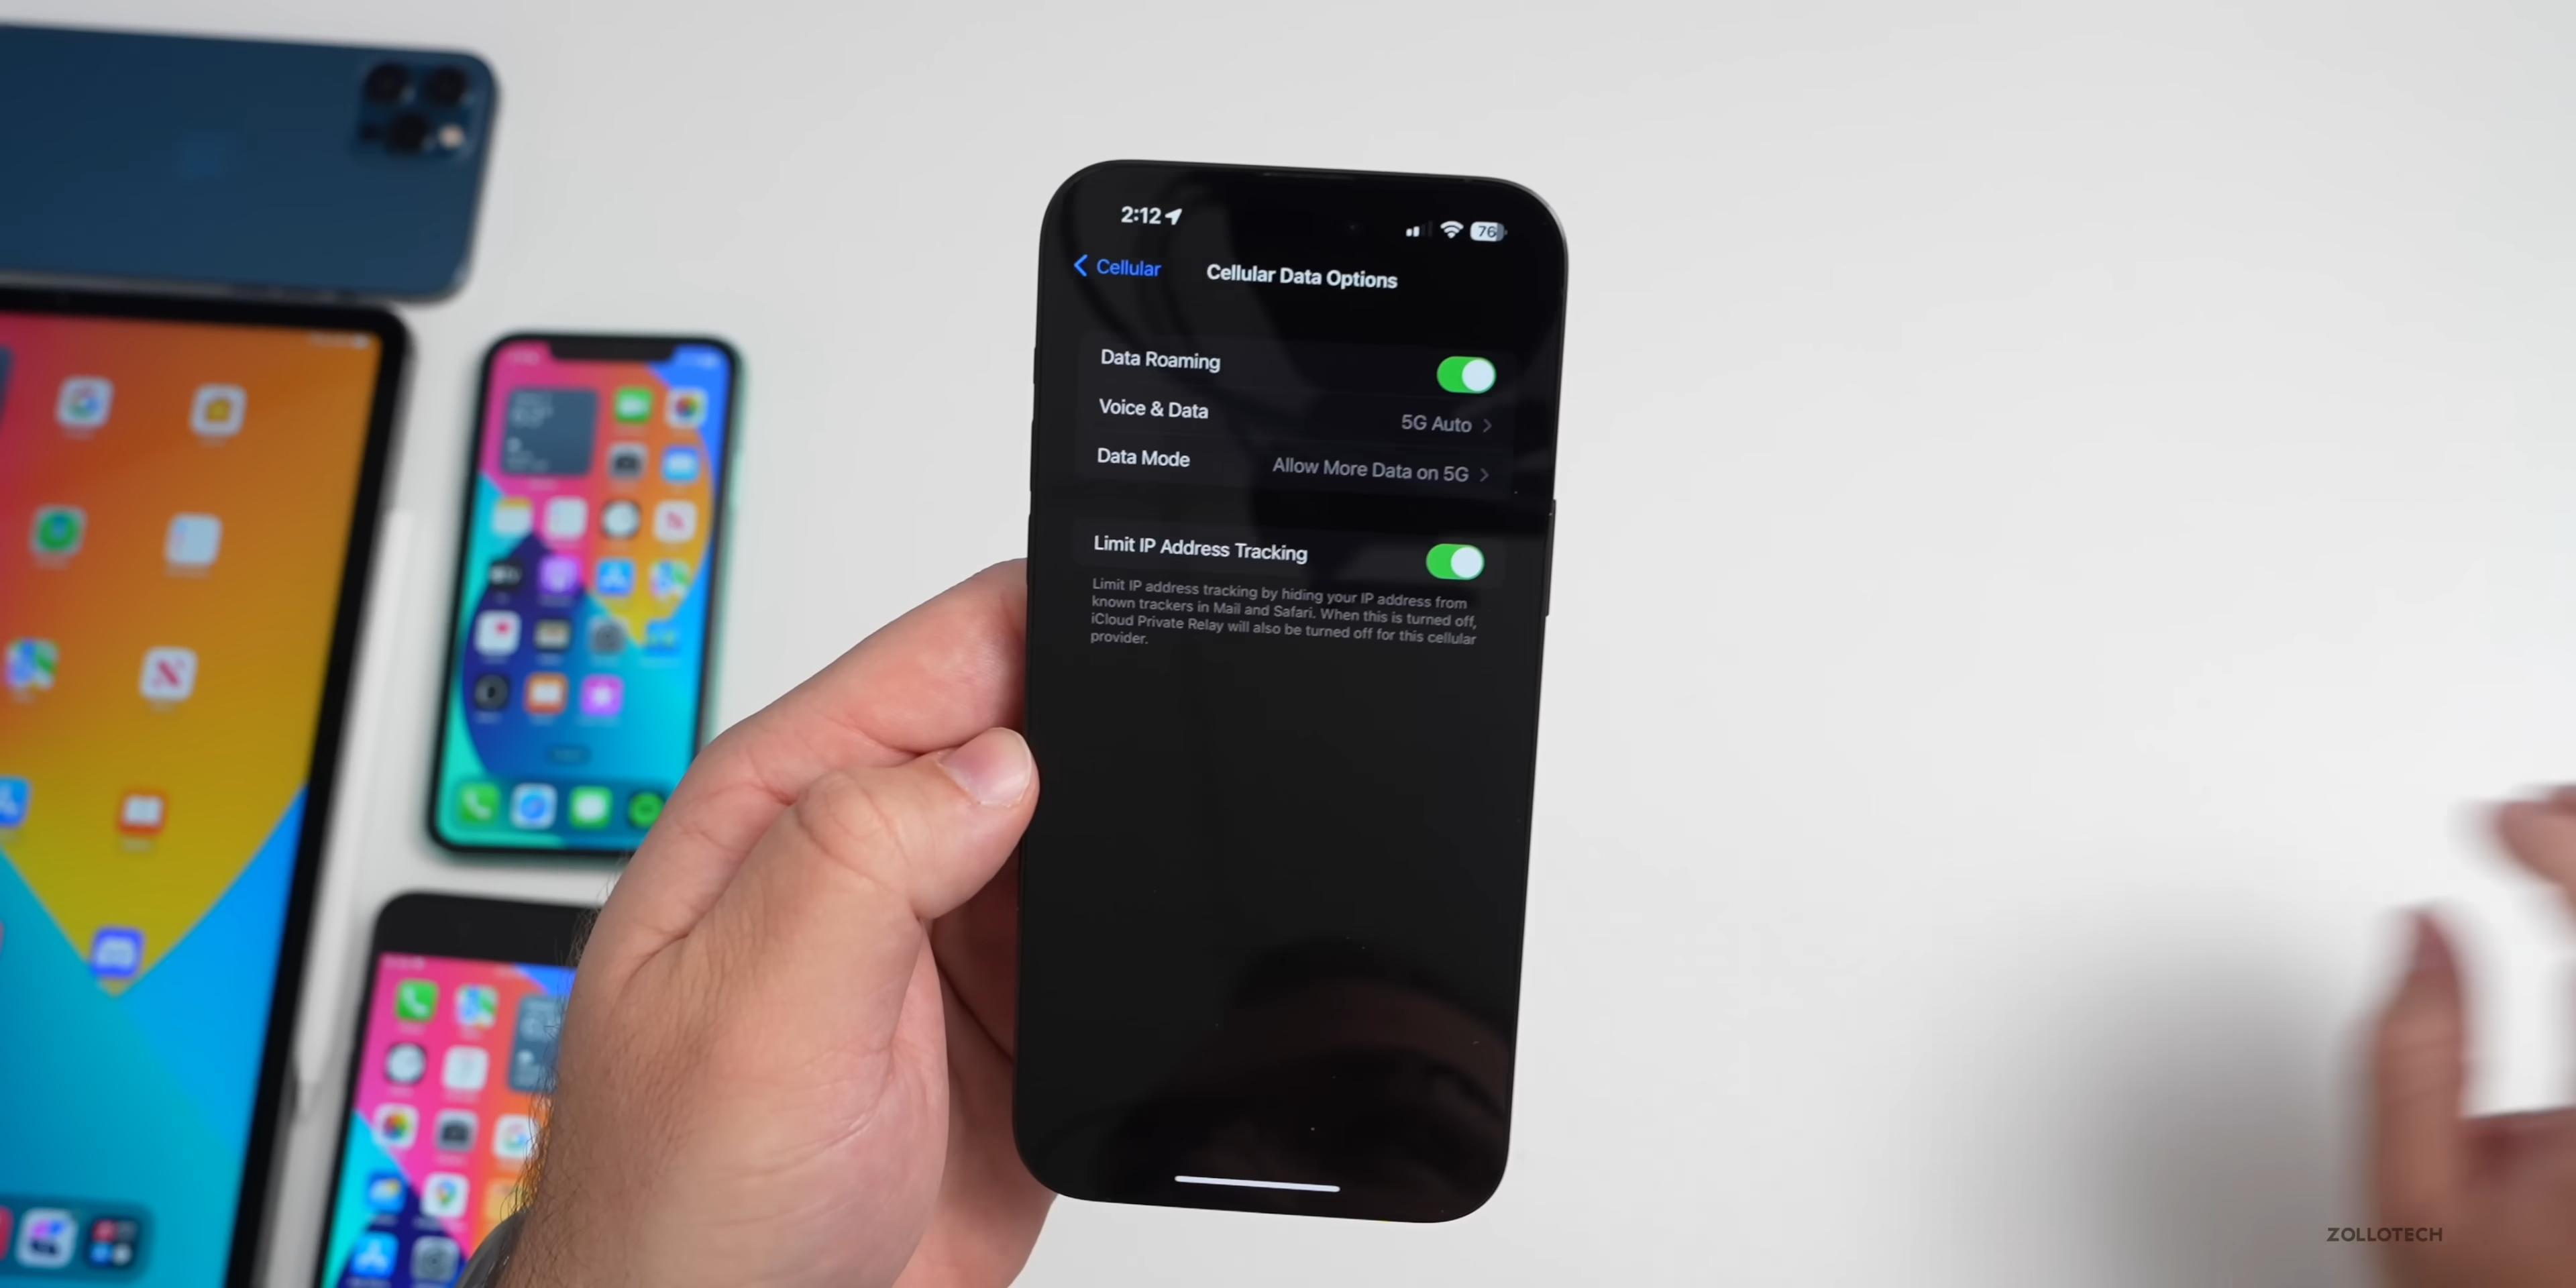 2:12
76
Cellular
Cellular Data Options
Data Roaming
Voice & Data 5G Auto
Data Mode Allow More Data on 5G
Limit IP Address Tracking
Limit IP address tracking by hiding your IP address from
known trackers in Mail and Safari. When this is turned off,
iCloud Private Relay will also be turned off for this cellular
provider.
ZOLLOTECH